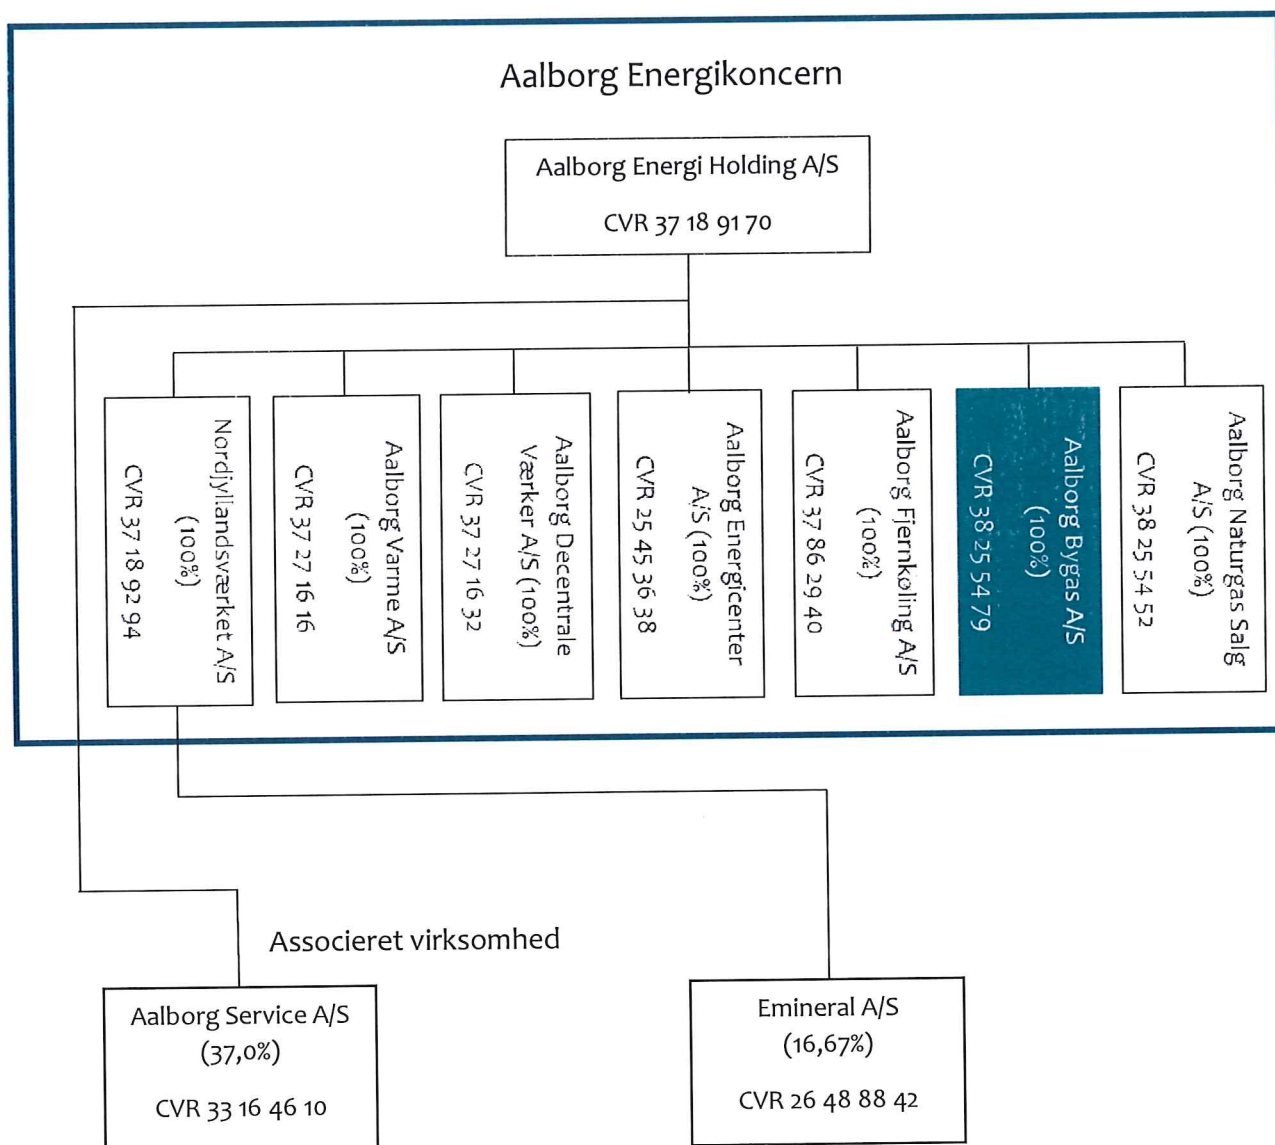 Aalborg Energikoncern
Aalborg Energi Holding A/S
CVR 37 18 91 70
Nordjyllandsværket A/S
(100%)
CVR 37 18 92 94
Aalborg Varme A/S
(100%)
CVR 37 27 16 16
Aalborg Decentrale
Værker A/S (100%)
CVR 37 27 16 32
Aalborg Energicenter
A/S (100%)
CVR 25 45 36 38
Aalborg Fjernkøling A/S
(100%)
CVR 37 86 29 40
Aalborg Bygas A/S
(100%)
CVR 38 25 54 79
Aalborg Naturgas Salg
A/S (100%)
CVR 38 25 54 52
Associeret virksomhed
Aalborg Service A/S
(37,0%)
CVR 33 16 46 10
Emineral A/S
(16,67%)
CVR 26 48 88 42